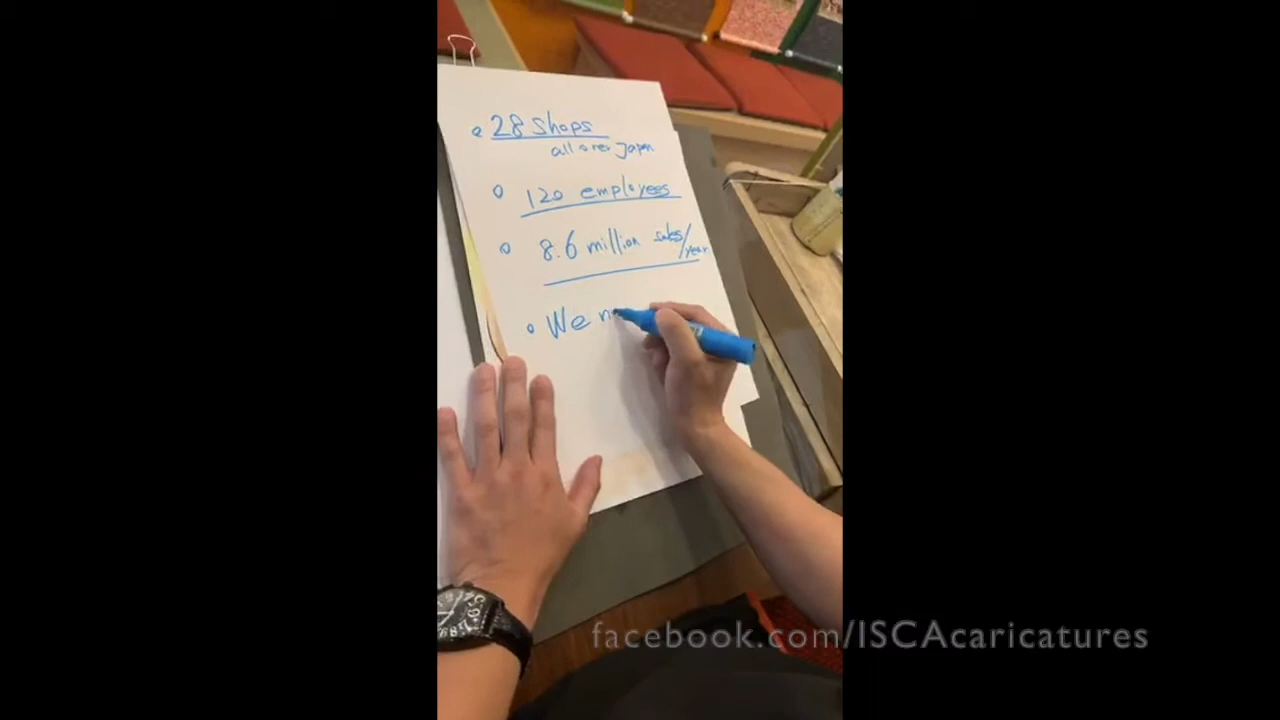 28 shops
all over Japan
120 employees
8.6 million sales/year
We
facebook.com/ISCAcaricatures